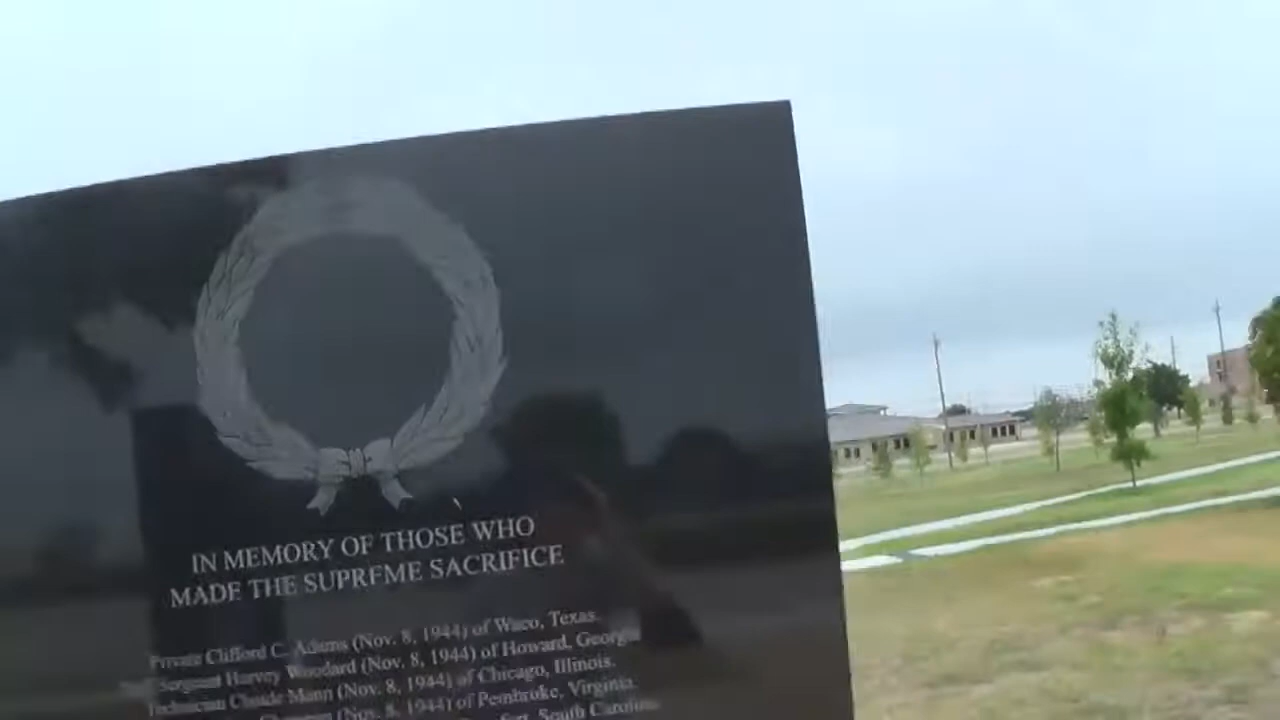 IN MEMORY OF THOSE WHO
MADE THE SUPREME SACRIFICE
Private Clifford C. Adams (Nov. 8, 1944) of Waco, Texas.
Sergeant Harvey Woodard (Nov. 8, 1944) of Howard, Georgia
Technician Claude Mann (Nov. 8, 1944) of Chicago, Illinois.
(Nov. 8, 1944) of Pembroke, Virginia.
South Carolina